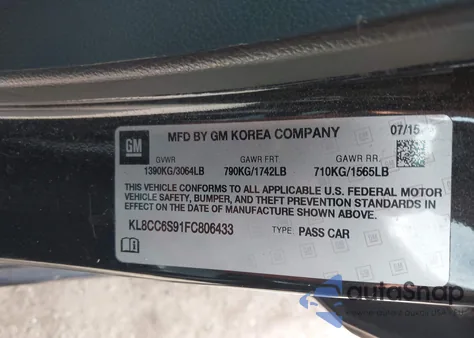 GM
MFD BY GM KOREA COMPANY
07/15
GVWR GAWR FRT GAWR RR.
1390KG/3064LB 790KG/1742LB 710KG/1565LB
THIS VEHICLE CONFORMS TO ALL APPLICABLE U.S. FEDERAL MOTOR
VEHICLE SAFETY, BUMPER, AND THEFT PREVENTION STANDARDS IN
EFFECT ON THE DATE OF MANUFACTURE SHOWN ABOVE.
KL8CC6S91FC806433 TYPE: PASS CAR
autoSnap